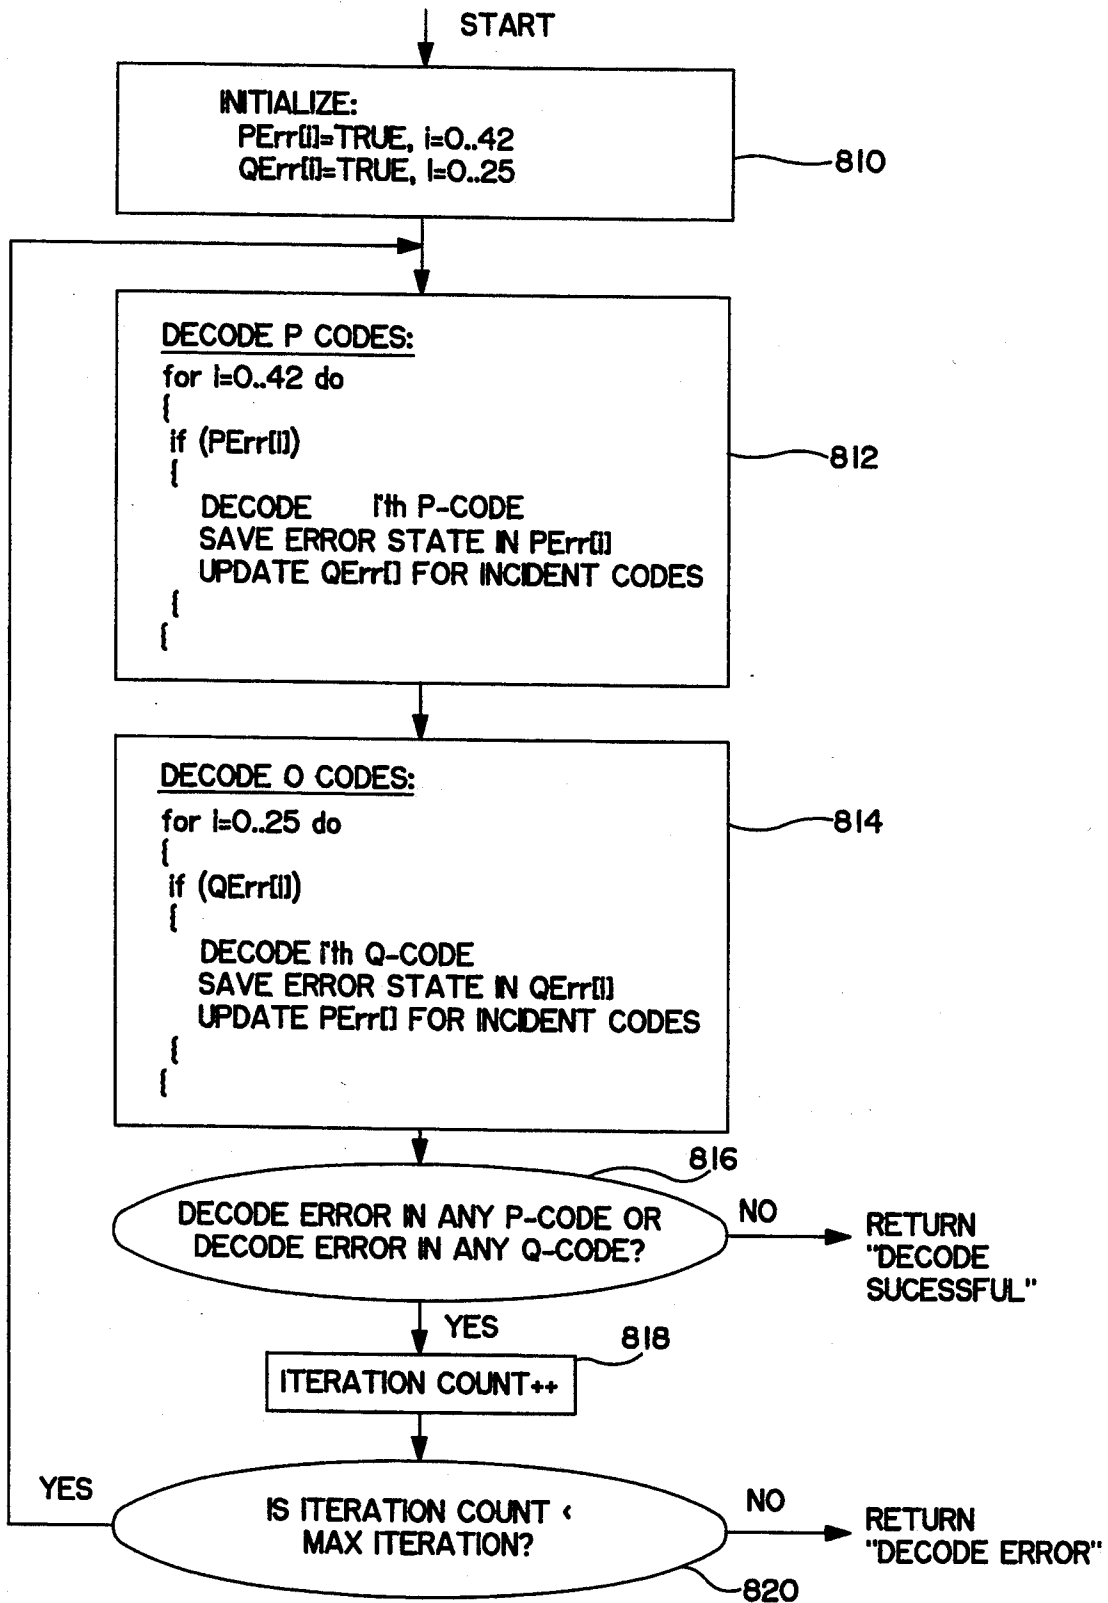 START
INITIALIZE:
PErr[i]=TRUE, i=0..42
QErr[i]=TRUE, i=0..25
810
DECODE P CODES:
for i=0..42 do
{
if (PErr[i])
{
DECODE i'th P-CODE
SAVE ERROR STATE IN PErr[i]
UPDATE QErr[] FOR INCIDENT CODES
{
{
812
DECODE O CODES:
for i=0..25 do
{
if (QErr[i])
{
DECODE i'th Q-CODE
SAVE ERROR STATE IN QErr[i]
UPDATE PErr[] FOR INCIDENT CODES
{
{
814
816
DECODE ERROR IN ANY P-CODE OR
DECODE ERROR IN ANY Q-CODE?
NO
RETURN
"DECODE
SUCESSFUL"
YES
818
ITERATION COUNT++
YES
IS ITERATION COUNT <
MAX ITERATION?
NO
RETURN
"DECODE ERROR"
820